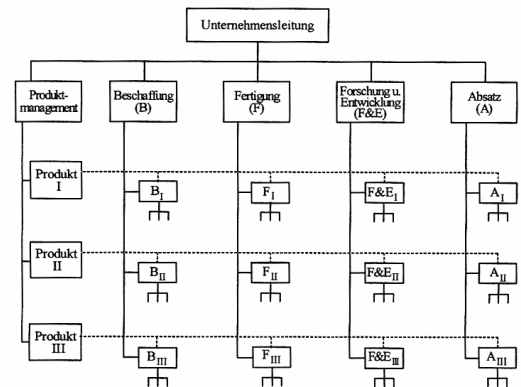 Unternehmensleitung
Produkt-
management
Beschaffung
(B)
Fertigung
(F)
Forschung u.
Entwicklung
(F&E)
Absatz
(A)
Produkt
I
B_I
F_I
F&E_I
A_I
Produkt
II
B_II
F_II
F&E_II
A_II
Produkt
III
B_III
F_III
F&E_III
A_III